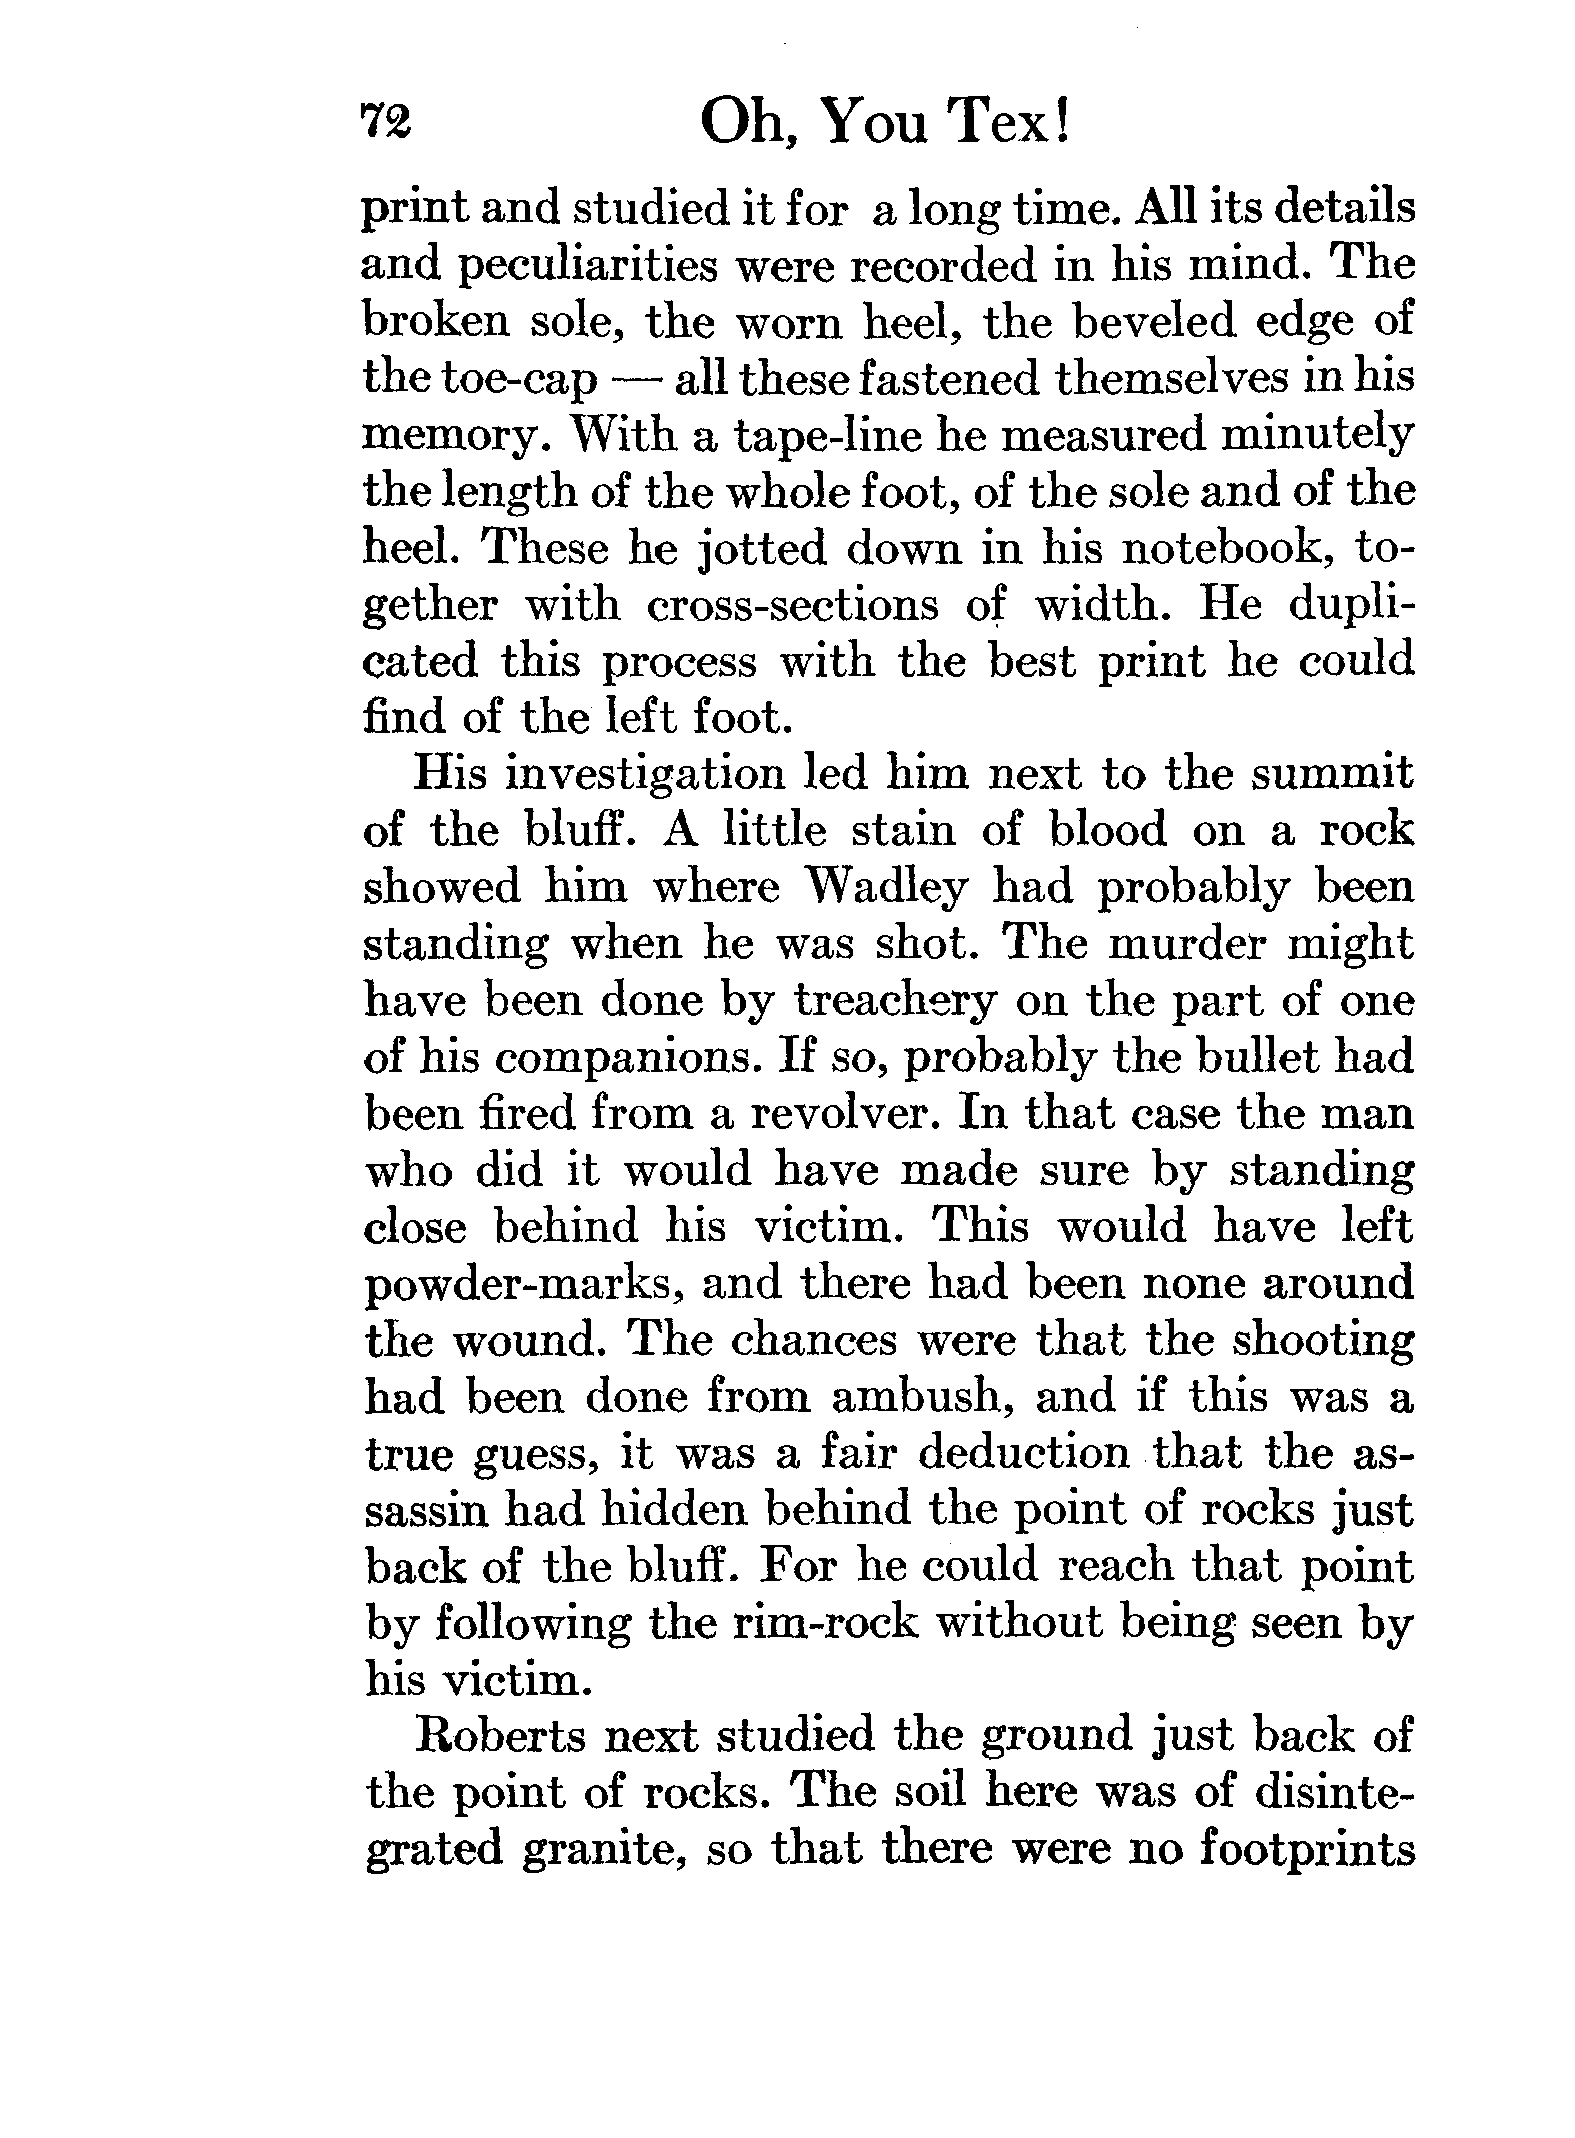 72 Oh, You Tex!
print and studied it for a long time. All its details
and peculiarities were recorded in his mind. The
broken sole, the worn heel, the beveled edge of
the toe-cap — all these fastened themselves in his
memory. With a tape-line he measured minutely
the length of the whole foot, of the sole and of the
heel. These he jotted down in his notebook, to-
gether with cross-sections of width. He dupli-
cated this process with the best print he could
find of the left foot.
His investigation led him next to the summit
of the bluff. A little stain of blood on a rock
showed him where Wadley had probably been
standing when he was shot. The murder might
have been done by treachery on the part of one
of his companions. If so, probably the bullet had
been fired from a revolver. In that case the man
who did it would have made sure by standing
close behind his victim. This would have left
powder-marks, and there had been none around
the wound. The chances were that the shooting
had been done from ambush, and if this was a
true guess, it was a fair deduction that the as-
sassin had hidden behind the point of rocks just
back of the bluff. For he could reach that point
by following the rim-rock without being seen by
his victim.
Roberts next studied the ground just back of
the point of rocks. The soil here was of disinte-
grated granite, so that there were no footprints